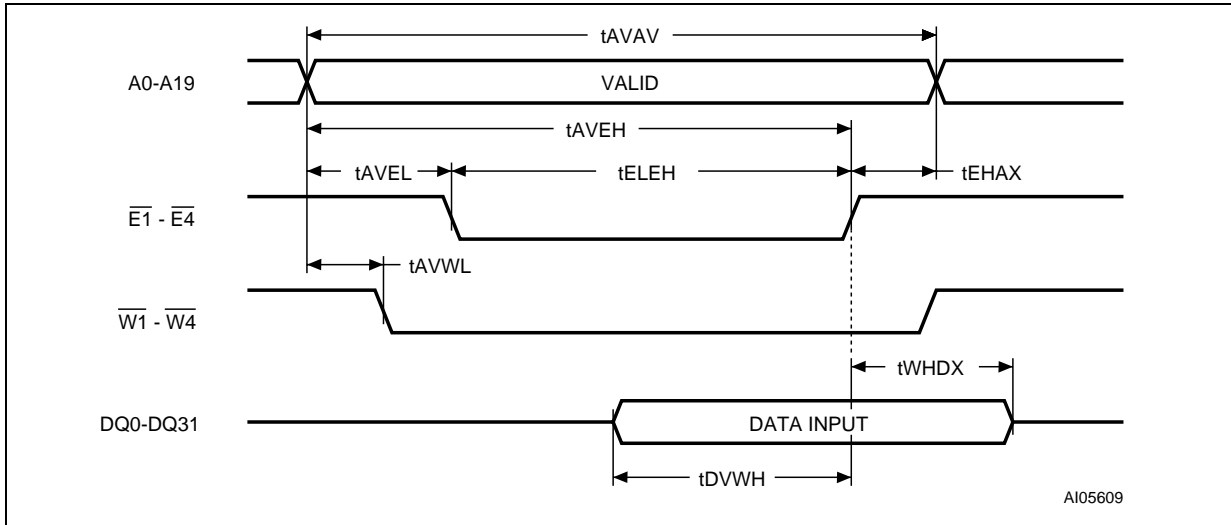 tAVAV
A0-A19
VALID
tAVEH
tAVEL
tELEH
tEHAX
E1 - E4
tAVWL
W1 - W4
tWHDX
DQ0-DQ31
DATA INPUT
tDVWH
AI05609